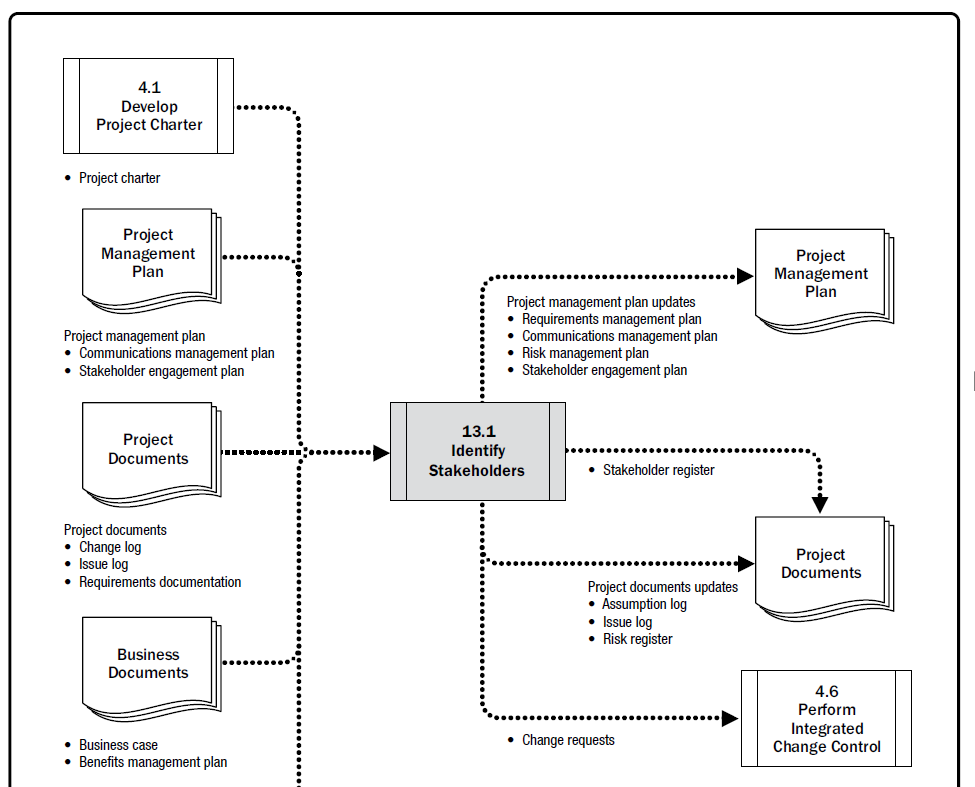 4.1
Develop
Project Charter
• Project charter
Project
Management
Plan
Project management plan
• Communications management plan
• Stakeholder engagement plan
Project
Documents
Project documents
• Change log
• Issue log
• Requirements documentation
Business
Documents
• Business case
• Benefits management plan
13.1
Identify
Stakeholders
Project management plan updates
• Requirements management plan
• Communications management plan
• Risk management plan
• Stakeholder engagement plan
Project
Management
Plan
• Stakeholder register
Project
Documents
Project documents updates
• Assumption log
• Issue log
• Risk register
• Change requests
4.6
Perform
Integrated
Change Control